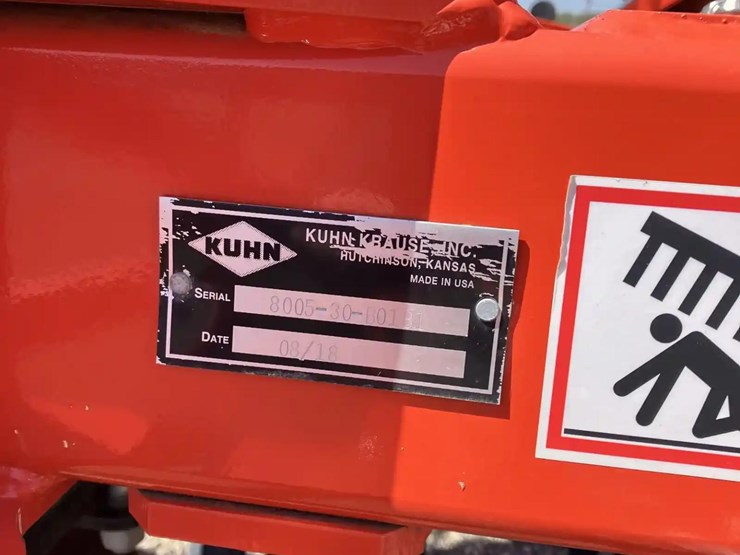 KUHN
KUHN KRAUSE, INC.
HUTCHINSON, KANSAS
MADE IN USA
SERIAL
DATE 08/18